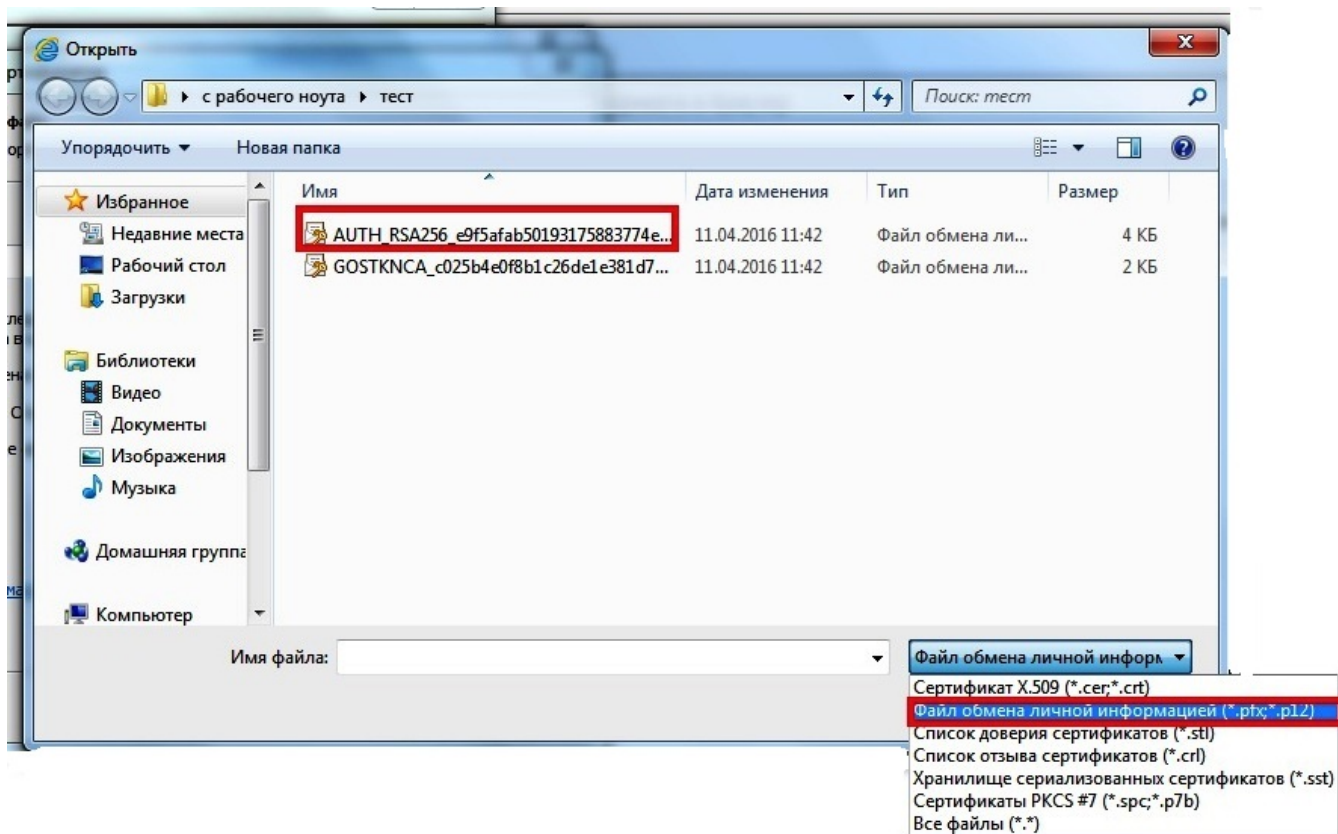 Открыть
с рабочего ноута ▸ тест
Поиск: тест
Упорядочить ▾ Новая папка
Имя Дата изменения Тип Размер
AUTH_RSA256_e9f5afab50193175883774e... 11.04.2016 11:42 Файл обмена ли... 4 КБ
GOSTKNCA_c025b4e0f8b1c26de1e381d7... 11.04.2016 11:42 Файл обмена ли... 2 КБ
Избранное
Недавние места
Рабочий стол
Загрузки
Библиотеки
Видео
Документы
Изображения
Музыка
Домашняя группа
Компьютер
Имя файла:
Файл обмена личной информ
Сертификат X.509 (*.cer;*.crt)
Файл обмена личной информацией (*.pfx;*.p12)
Список доверия сертификатов (*.stl)
Список отзыва сертификатов (*.crl)
Хранилище сериализованных сертификатов (*.sst)
Сертификаты PKCS #7 (*.spc;*.p7b)
Все файлы (*.*)